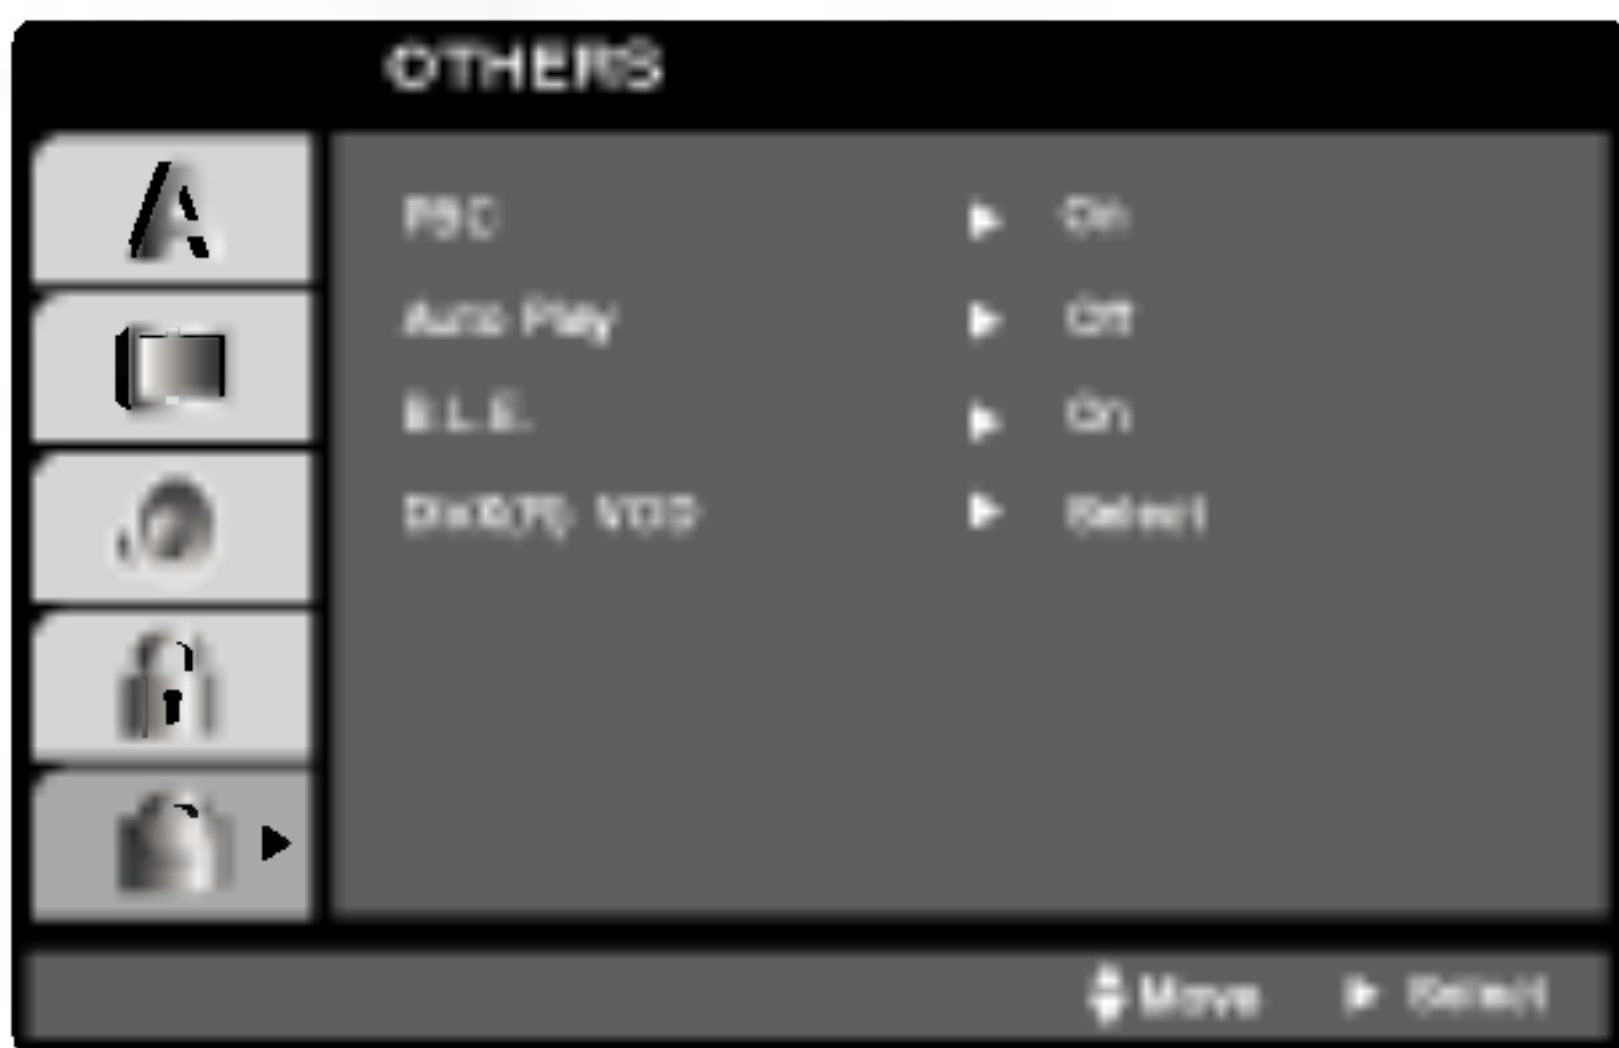 OTHERS
PBC ► On
Auto Play ► Off
B.L.E. ► On
DivX(R) VOD ► Select
Move ► Select